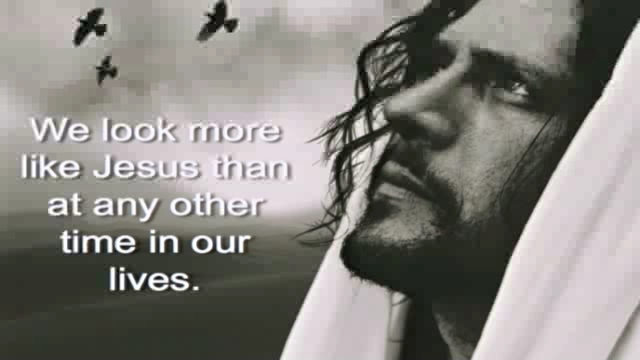 We look more
like Jesus than
at any other
time in our
lives.